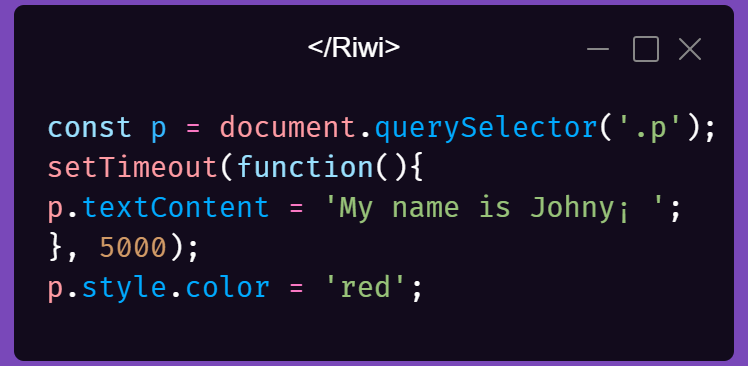 </Riwi>
const p = document.querySelector('.p');
setTimeout(function(){
p.textContent = 'My name is Johny¡ ';
}, 5000);
p.style.color = 'red';